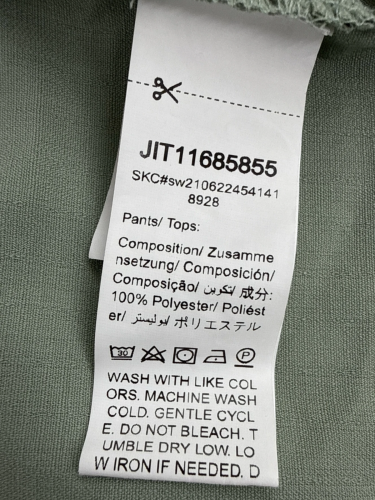 JIT11685855
SKC#sw210622454141
8928
Pants/ Tops:
Composition/ Zusamme
nsetzung/ Composición/
Composição/ تكوين/ 成分:
100% Polyester/ Poliést
er/ بوليستر/ ポリエステル
30 P
WASH WITH LIKE COL
ORS. MACHINE WASH
COLD. GENTLE CYCL
E. DO NOT BLEACH. T
UMBLE DRY LOW. LO
W IRON IF NEEDED. D